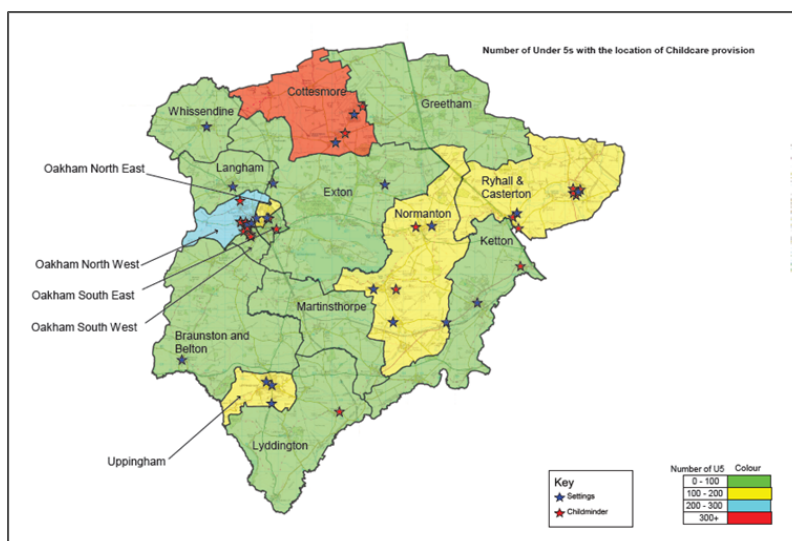 Number of Under 5s with the location of Childcare provision
Cottesmore
Greetham
Whissendine
Oakham North East
Langham
Exton
Ryhall &
Casterton
Normanton
Ketton
Oakham North West
Oakham South East
Oakham South West
Martinsthorpe
Braunston and
Belton
Uppingham
Lyddington
Key
Settings
Childminder
Number of U5 Colour
0 - 100
100 - 200
200 - 300
300+